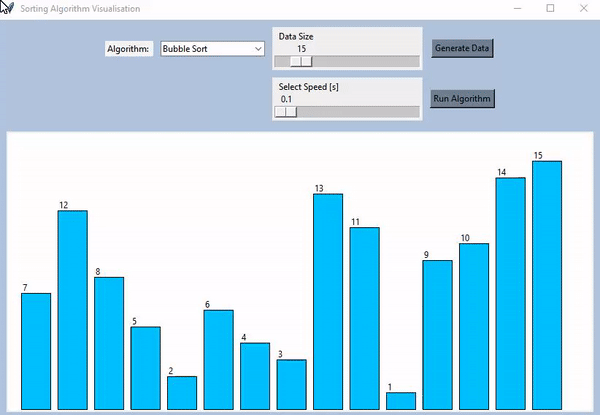 Sorting Algorithm Visualisation
Algorithm: Bubble Sort
Data Size
15
Generate Data
Select Speed [s]
0.1
Run Algorithm
7 12 8 5 2 6 4 3 13 11 1 9 10 14 15